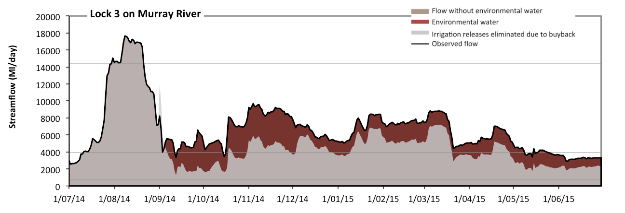 Lock 3 on Murray River
Flow without environmental water
Environmental water
Irrigation releases eliminated due to buyback
Observed flow
Streamflow (Ml/day)
20000
18000
16000
14000
12000
10000
8000
6000
4000
2000
0
1/07/14 1/08/14 1/09/14 1/10/14 1/11/14 1/12/14 1/01/15 1/02/15 1/03/15 1/04/15 1/05/15 1/06/15